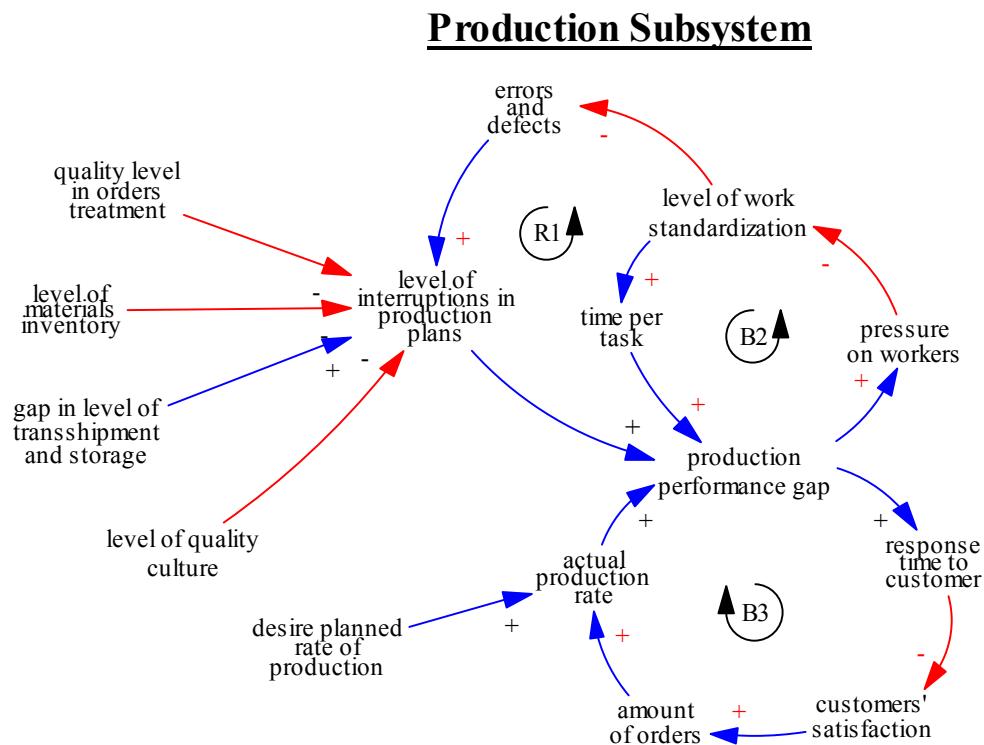 Production Subsystem
errors
and
defects
-
quality level
in orders
treatment
level of work
standardization
R1
+
-
level of
interruptions in
production
plans
+
-
level of
materials
inventory
time per
task
B2
pressure
on workers
-
-
+
+
+
gap in level of
transshipment
and storage
+
production
performance gap
+
+
level of quality
culture
response
time to
customer
actual
production
rate
B3
desire planned
rate of
production
+
+
-
customers'
satisfaction
+
amount
of orders